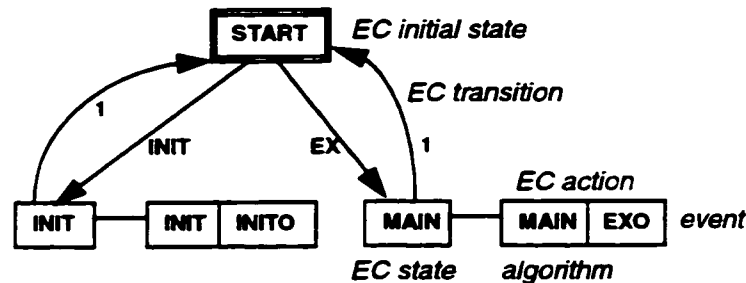 START
EC initial state
EC transition
1
INIT
EX
1
EC action
INIT
INIT INITO
MAIN
MAIN EXO
event
EC state
algorithm